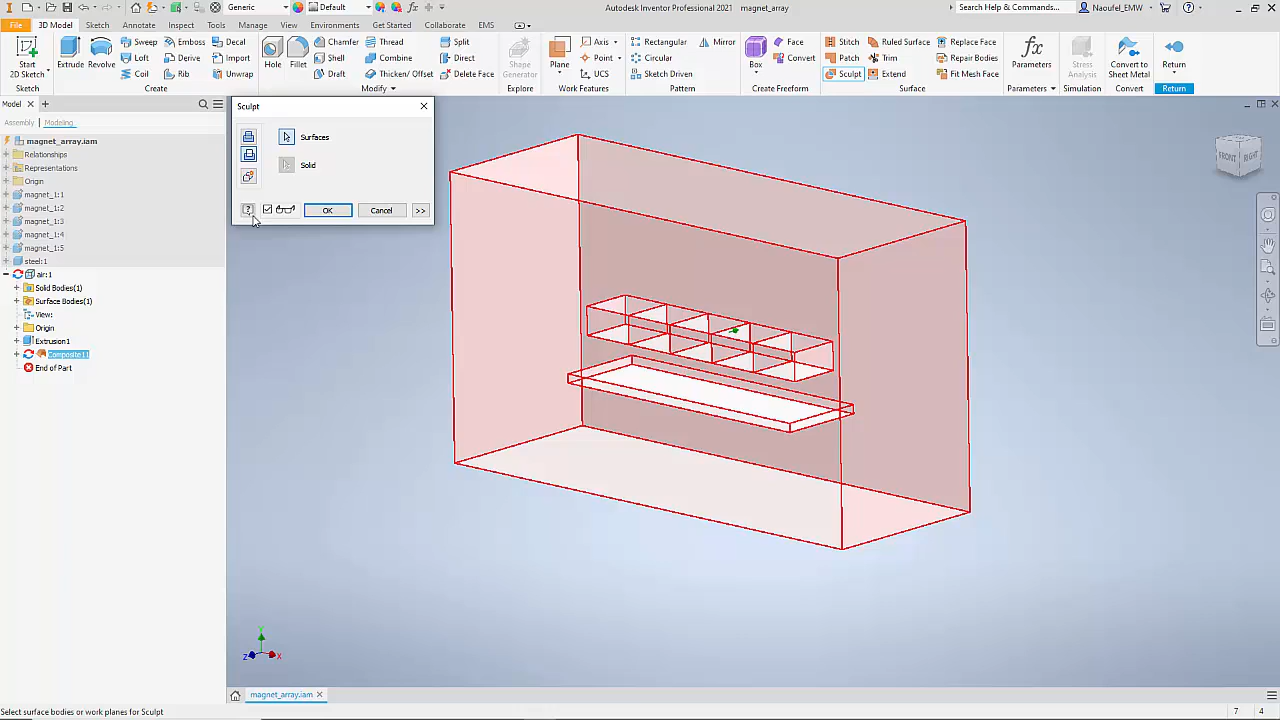 Generic
Default
Autodesk Inventor Professional 2021 magnet_array
Search Help & Commands...
Naoufel_EMW
File 3D Model Sketch Annotate Inspect Tools Manage View Environments Get Started EMS
Start 2D Sketch
Sketch
Extrude Revolve
Sweep Emboss Decal
Loft Derive Import
Coil Rib Unwrap
Create
Hole Fillet
Chamfer Thread Split
Shell Combine Direct
Draft Thicken/ Offset Delete Face
Modify
Shape Generator
Explore
Plane
Axis
Point
UCS
Work Features
Rectangular Mirror
Circular
Sketch Driven
Pattern
Box
Face
Convert
Create Freeform
Stitch Ruled Surface Replace Face
Patch Trim Repair Bodies
Sculpt Extend Fit Mesh Face
Surface
fx
Parameters
Parameters
Stress Analysis
Simulation
Convert to Sheet Metal
Convert
Return
Return
Model
Assembly Modeling
magnet_array.iam
Relationships
Representations
Origin
magnet_1:1
magnet_1:2
magnet_1:3
magnet_1:4
magnet_1:5
steel:1
air:1
Solid Bodies(1)
Surface Bodies(1)
View:
Origin
Extrusion1
Composite11
End of Part
Sculpt
Surfaces
Solid
OK Cancel >>
FRONT RIGHT
Y
Z X
magnet_array.iam
Select surface bodies or work planes for Sculpt
7 4